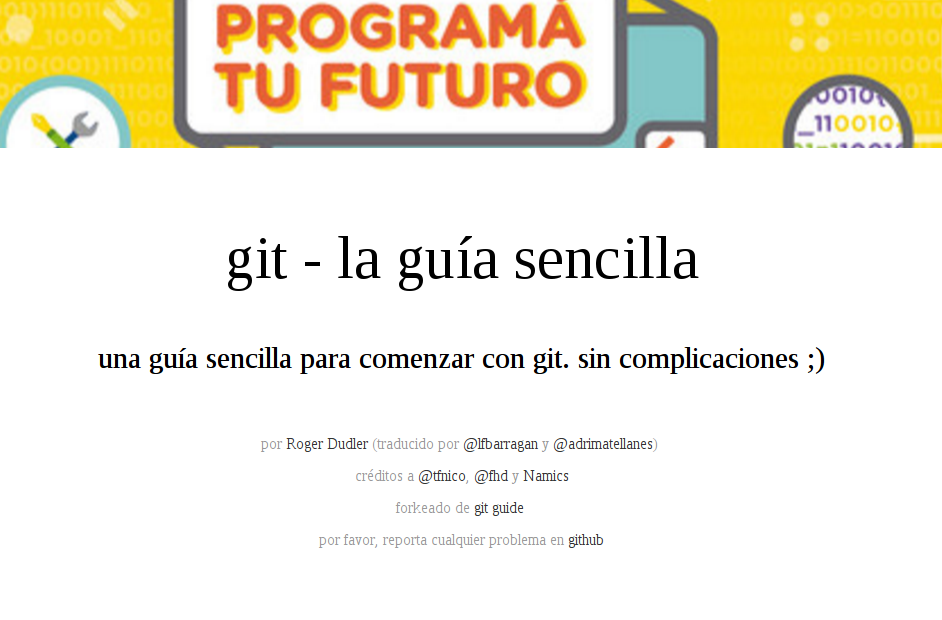 PROGRAMÁ
TU FUTURO
git - la guía sencilla
una guía sencilla para comenzar con git. sin complicaciones ;)
por Roger Dudler (traducido por @lfbarragan y @adrimatellanes)
créditos a @tfnico, @fhd y Namics
forkeado de git guide
por favor, reporta cualquier problema en github